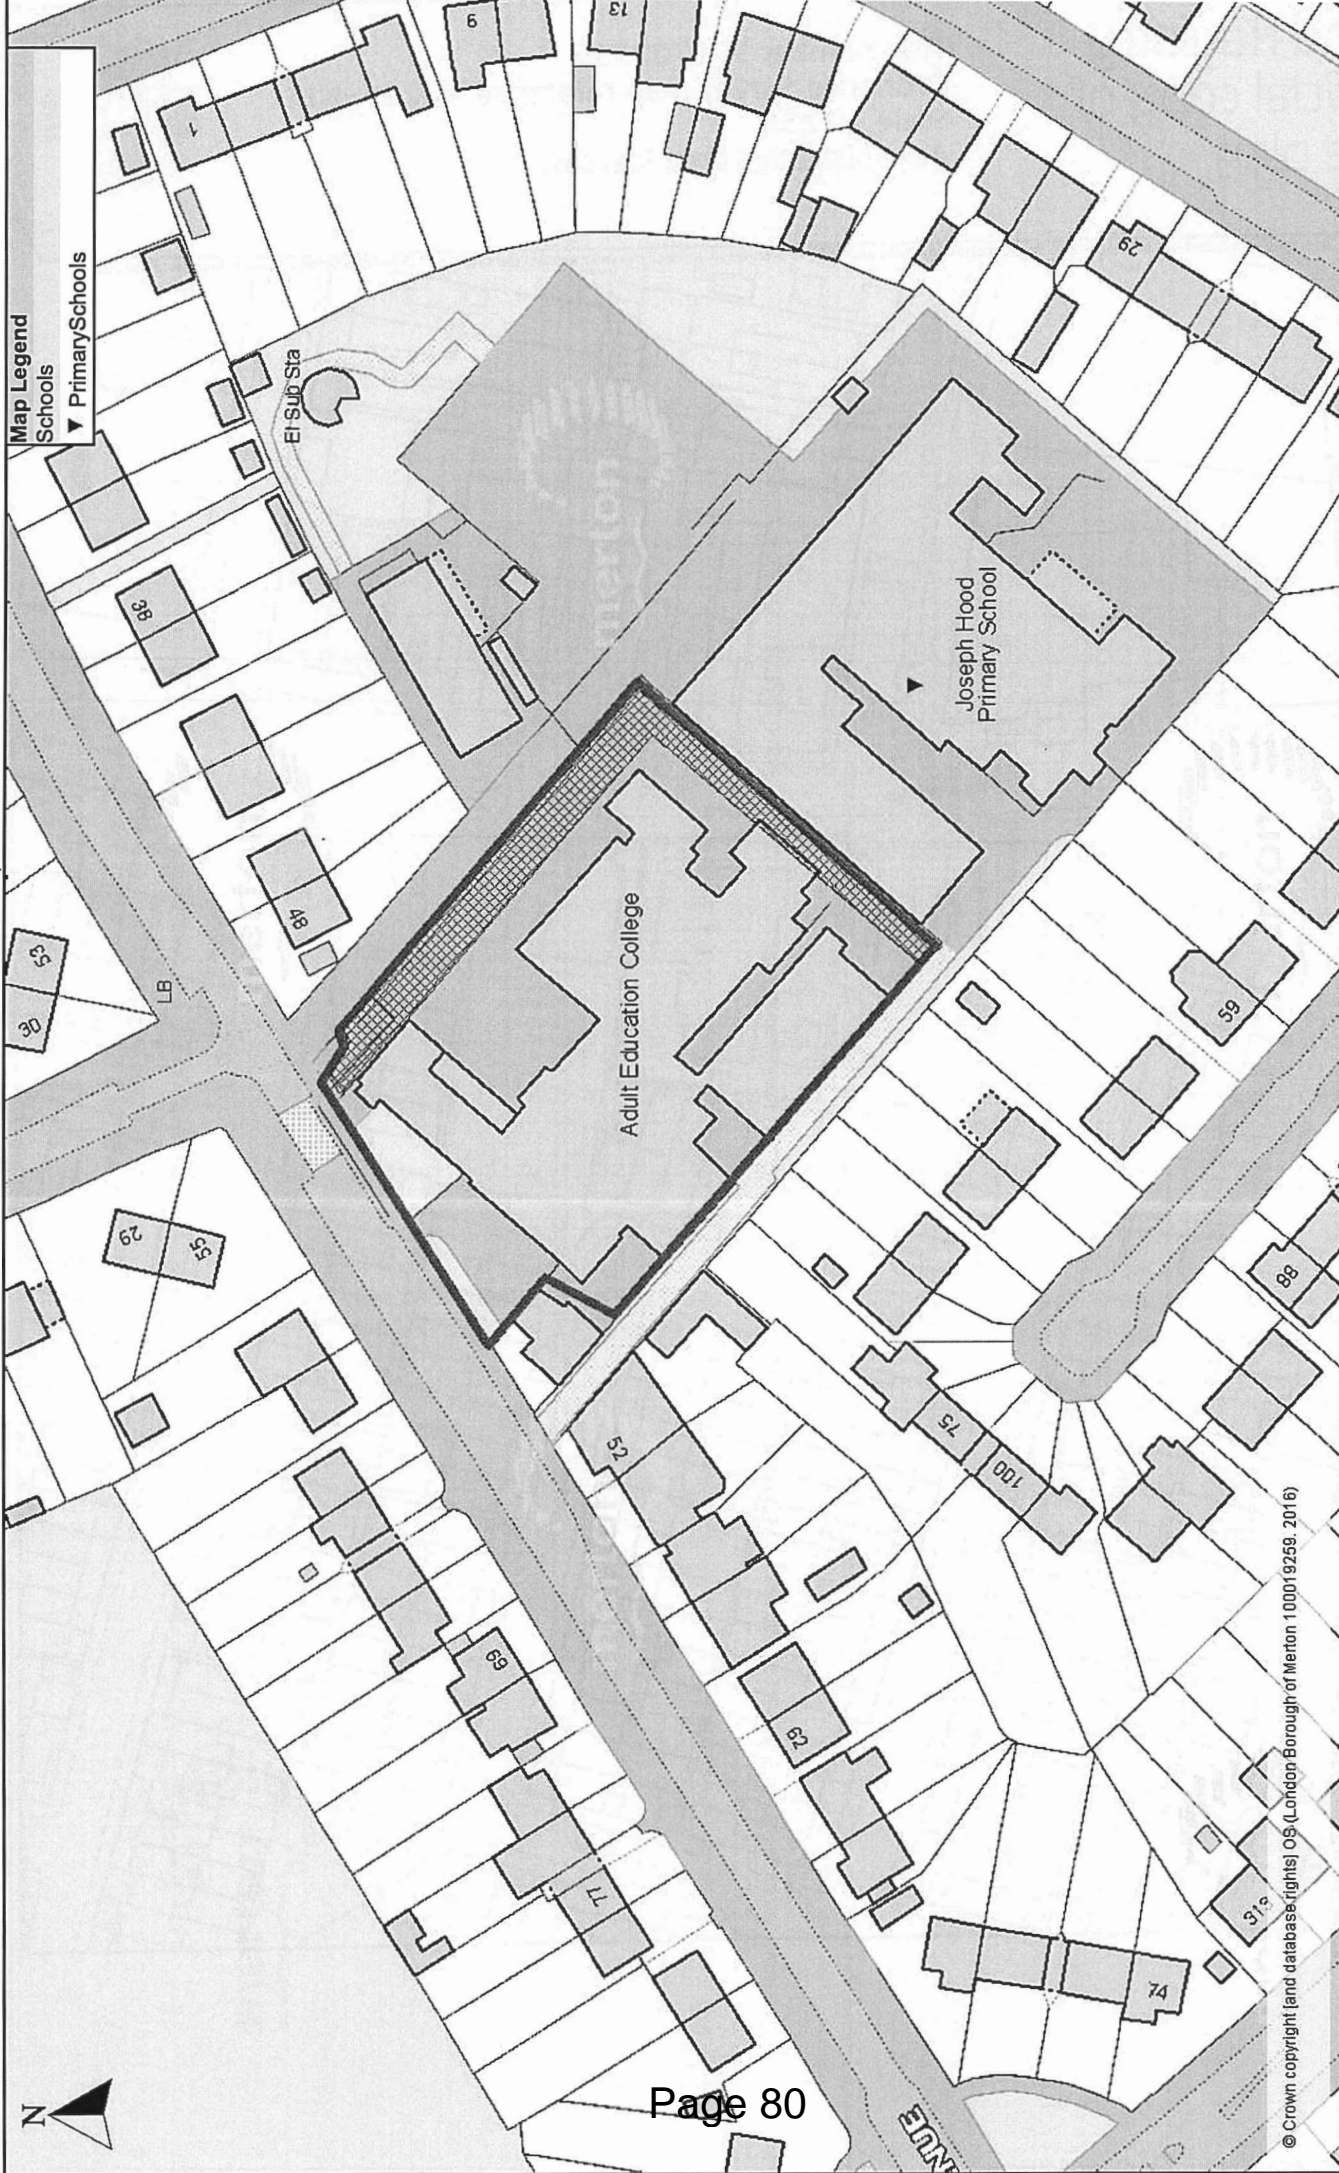 Map Legend
Schools
▼ PrimarySchools
N
1
9
13
29
El Sub Sta
38
48
53
30
LB
29
55
Joseph Hood
Primary School
Adult Education College
59
88
75
100
52
69
62
77
74
Page 80
© Crown copyright [and database rights] OS (London Borough of Merton 100019259. 2016)